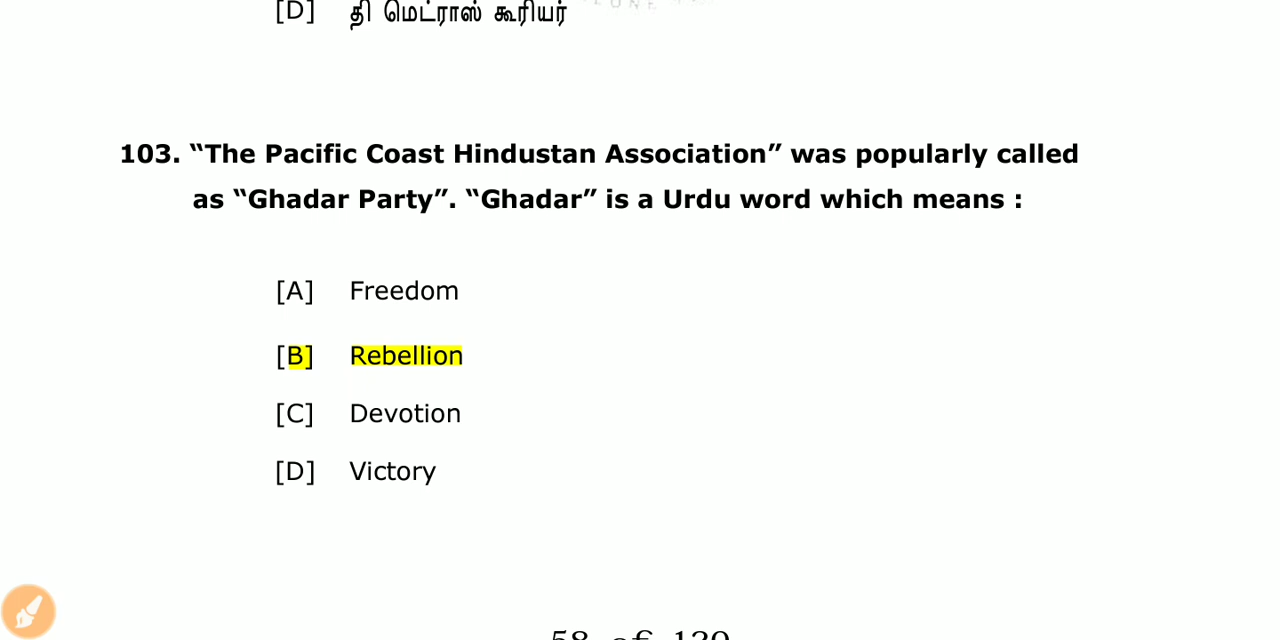 [D] தி மெட்ராஸ் கூரியர்
103. “The Pacific Coast Hindustan Association” was popularly called
as “Ghadar Party”. “Ghadar” is a Urdu word which means :
[A] Freedom
[B] Rebellion
[C] Devotion
[D] Victory
58 of 120